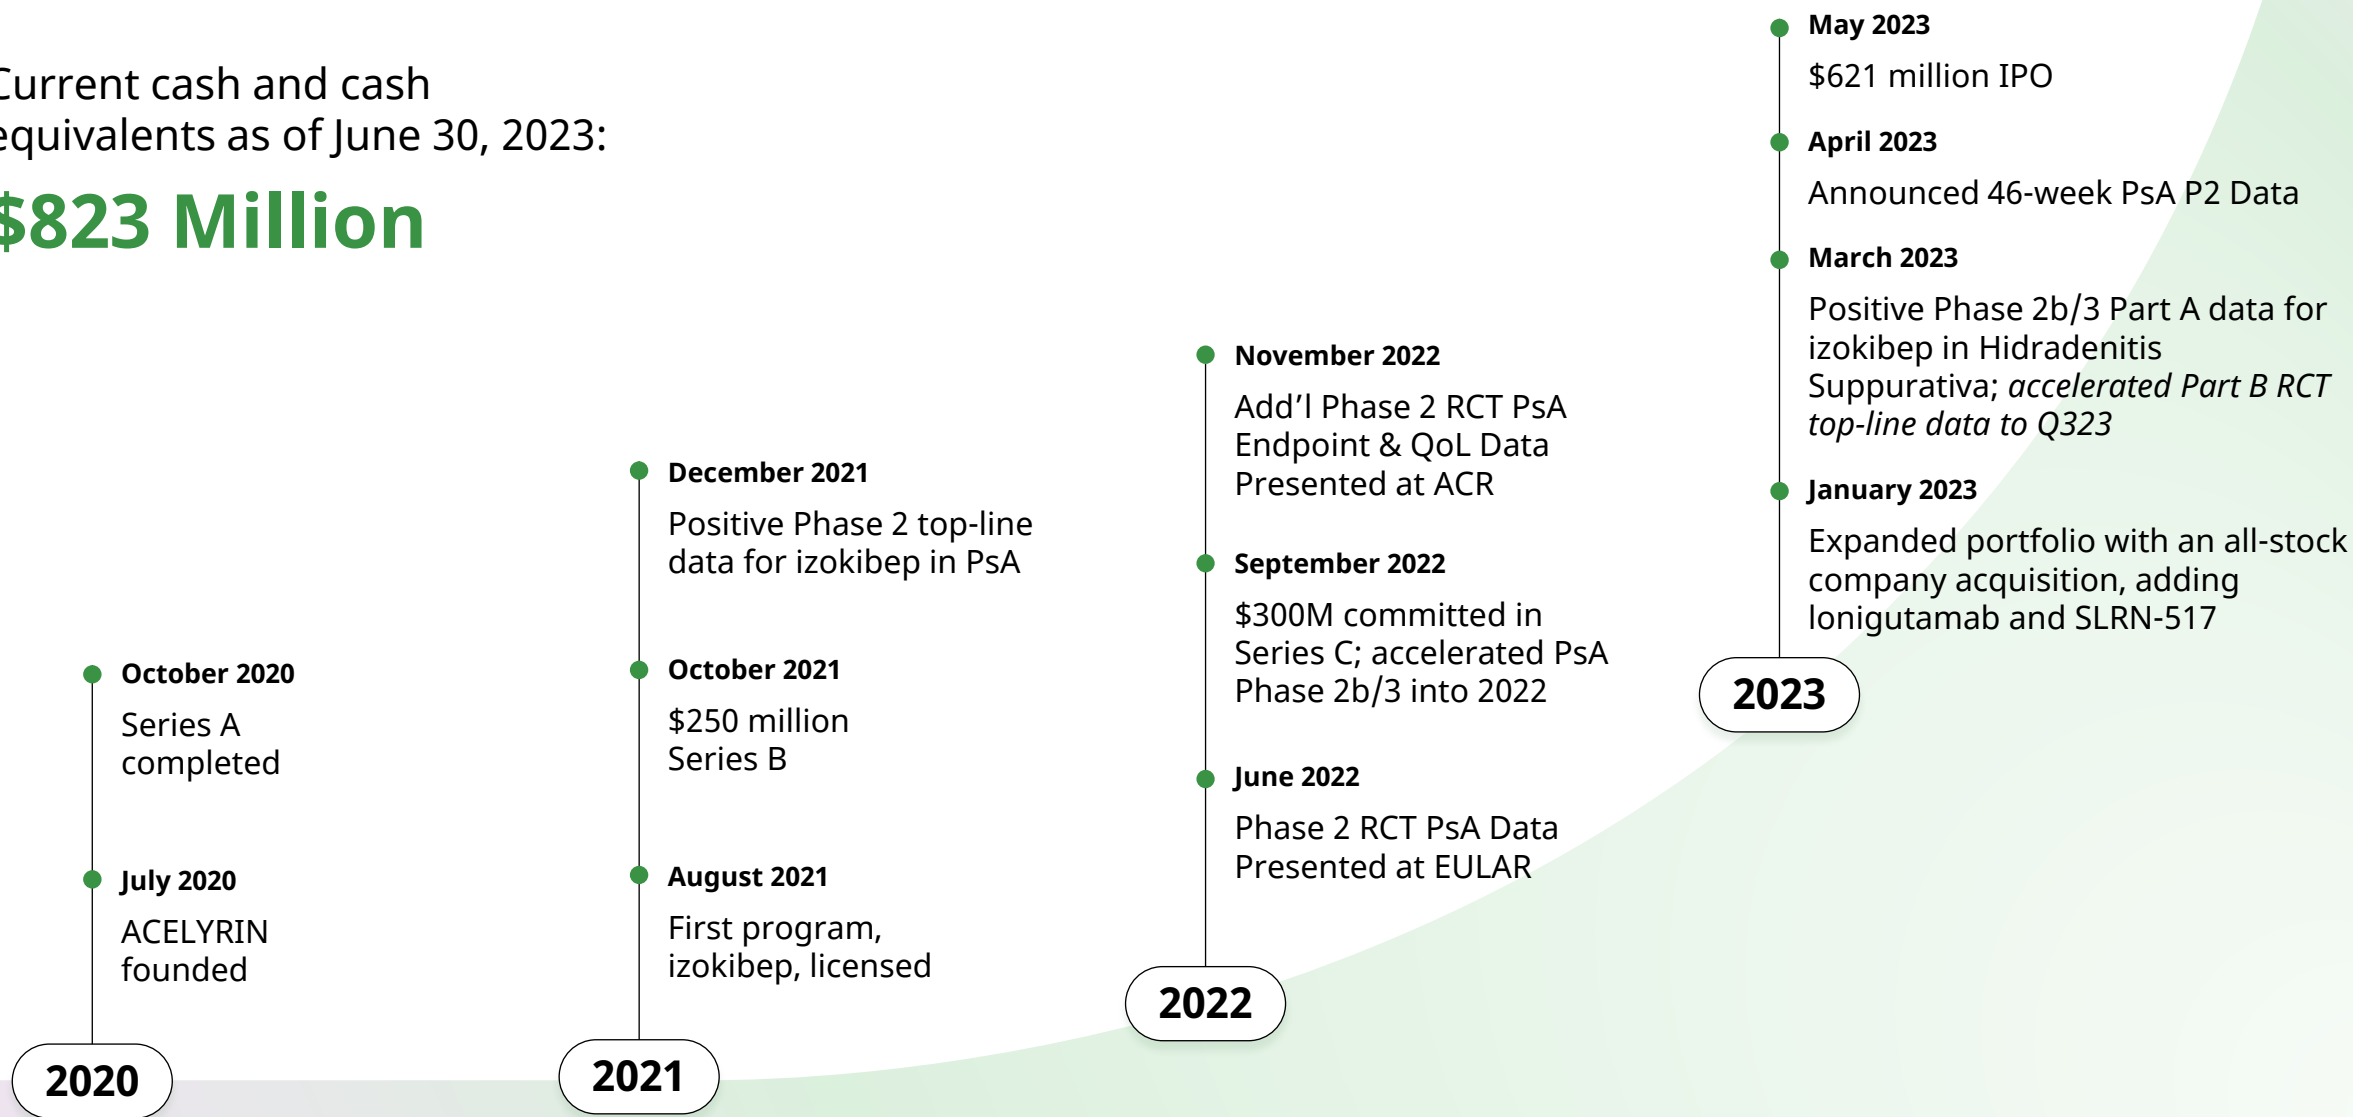 Current cash and cash
equivalents as of June 30, 2023:
$823 Million
October 2020
Series A
completed
July 2020
ACELYRIN
founded
2020
December 2021
Positive Phase 2 top-line
data for izokibep in PsA
October 2021
$250 million
Series B
August 2021
First program,
izokibep, licensed
2021
November 2022
Add’l Phase 2 RCT PsA
Endpoint & QoL Data
Presented at ACR
September 2022
$300M committed in
Series C; accelerated PsA
Phase 2b/3 into 2022
June 2022
Phase 2 RCT PsA Data
Presented at EULAR
2022
May 2023
$621 million IPO
April 2023
Announced 46-week PsA P2 Data
March 2023
Positive Phase 2b/3 Part A data for
izokibep in Hidradenitis
Suppurativa; accelerated Part B RCT
top-line data to Q323
January 2023
Expanded portfolio with an all-stock
company acquisition, adding
lonigutamab and SLRN-517
2023